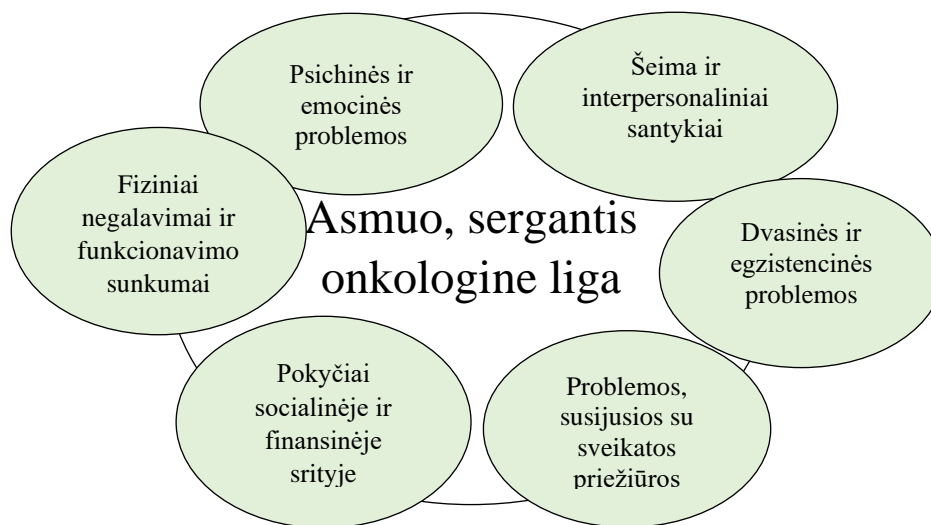 Psichinės ir
emocinės
problemos
Šeima ir
interpersonaliniai
santykiai
Fiziniai
negalavimai ir
funkcionavimo
sunkumai
Asmuo, sergantis
onkologine liga
Dvasinės ir
egzistencinės
problemos
Pokyčiai
socialinėje ir
finansinėje
srityje
Problemos,
susijusios su
sveikatos
priežiūros